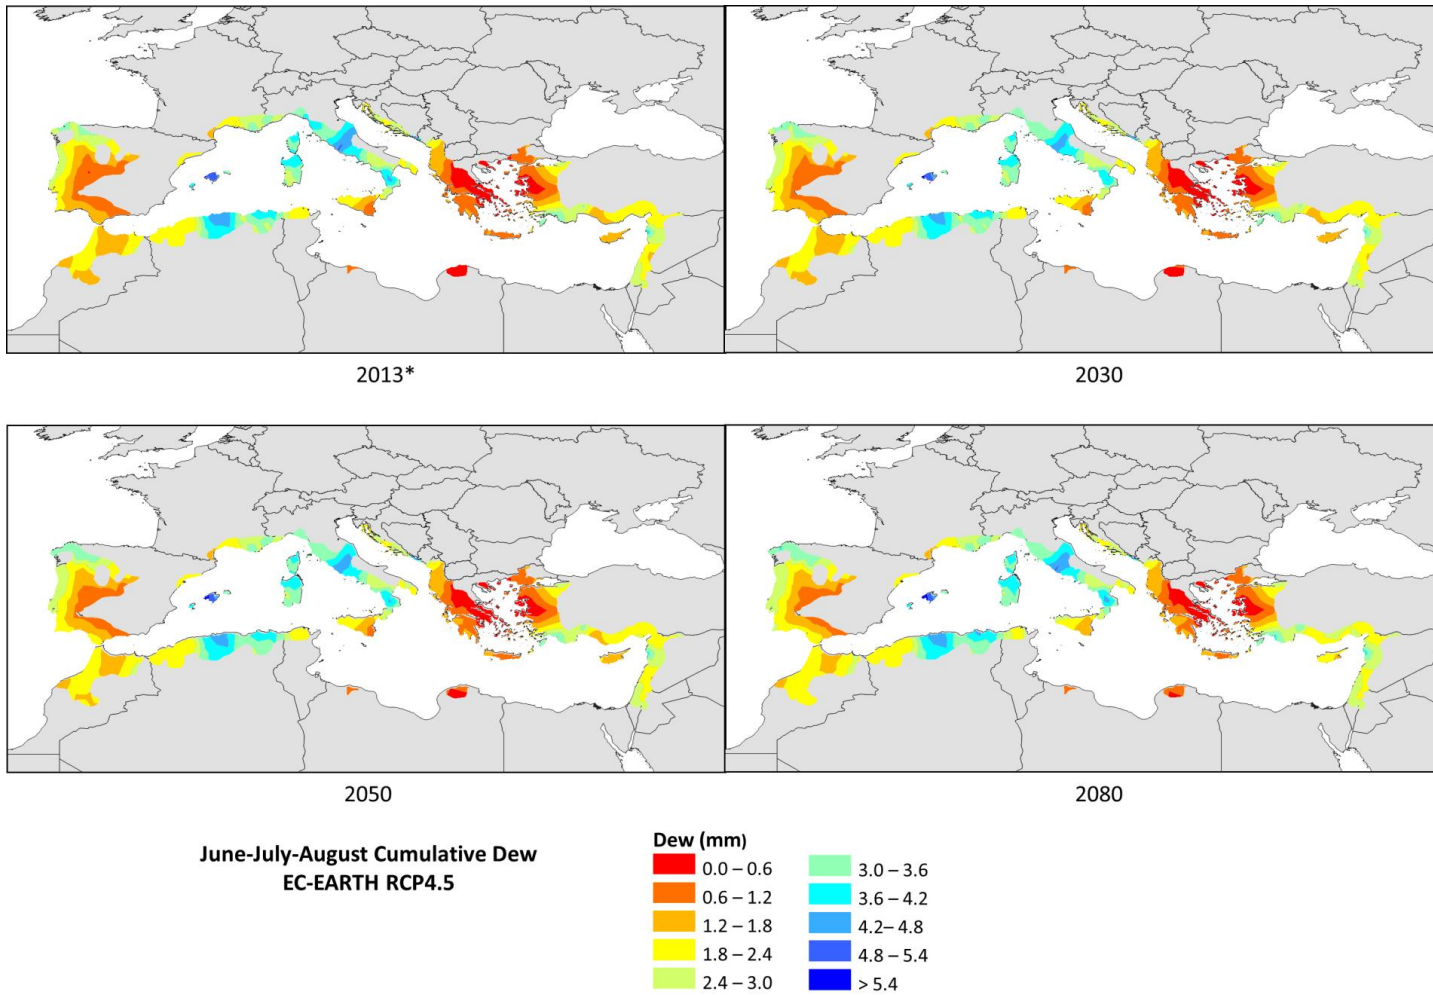 2013*
2030
2050
2080
June-July-August Cumulative Dew
EC-EARTH RCP4.5
Dew (mm)
0.0 – 0.6
0.6 – 1.2
1.2 – 1.8
1.8 – 2.4
2.4 – 3.0
3.0 – 3.6
3.6 – 4.2
4.2– 4.8
4.8 – 5.4
> 5.4